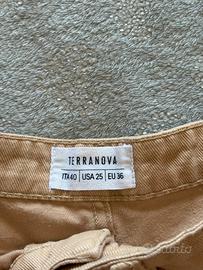 TERRANOVA
ITA 40 | USA 25 | EU 36